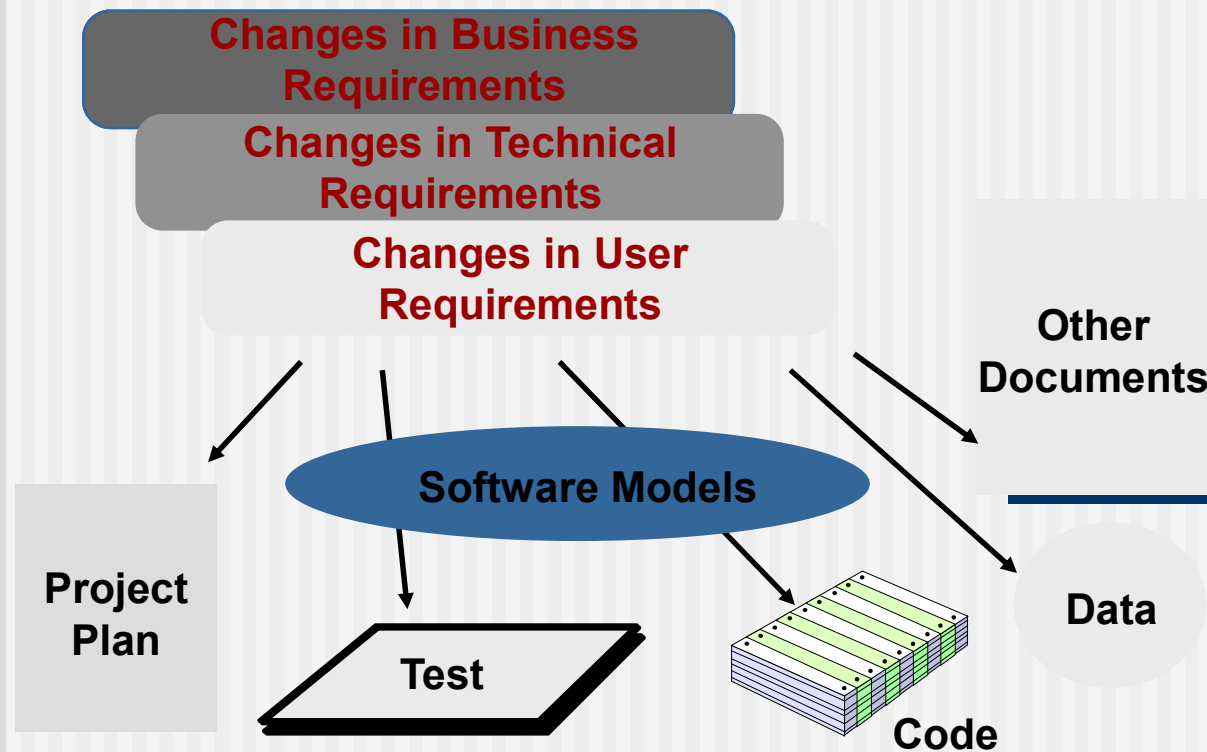 Changes in Business
Requirements
Changes in Technical
Requirements
Changes in User
Requirements
Other
Documents
Software Models
Project
Plan
Test
Data
Code